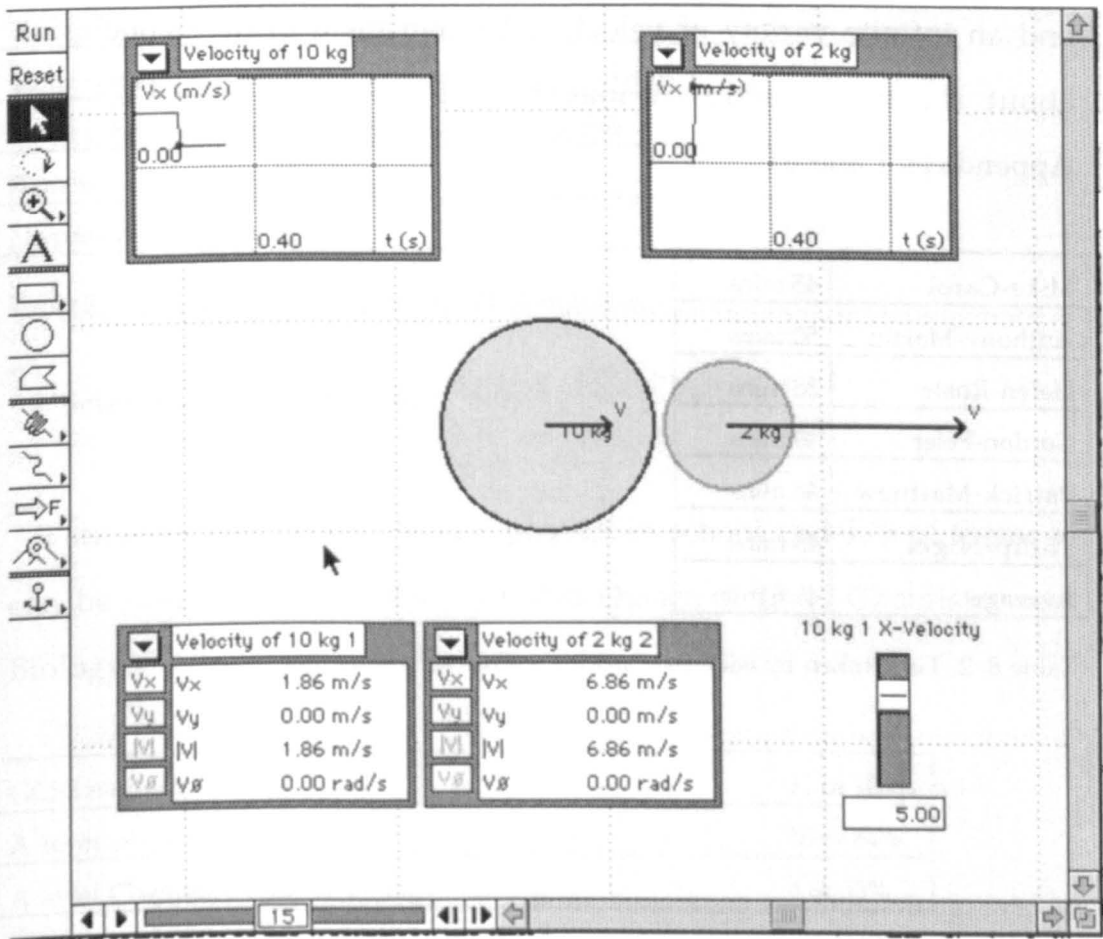 Run
Reset
A
F
Velocity of 10 kg
Vx (m/s)
0.00
0.40 t (s)
Velocity of 2 kg
Vx (m/s)
0.00
0.40 t (s)
10 kg V
2 kg V
Velocity of 10 kg 1
Vx Vx 1.86 m/s
Vy Vy 0.00 m/s
|V| |V| 1.86 m/s
Vø Vø 0.00 rad/s
Velocity of 2 kg 2
Vx Vx 6.86 m/s
Vy Vy 0.00 m/s
|V| |V| 6.86 m/s
Vø Vø 0.00 rad/s
10 kg 1 X-Velocity
5.00
15